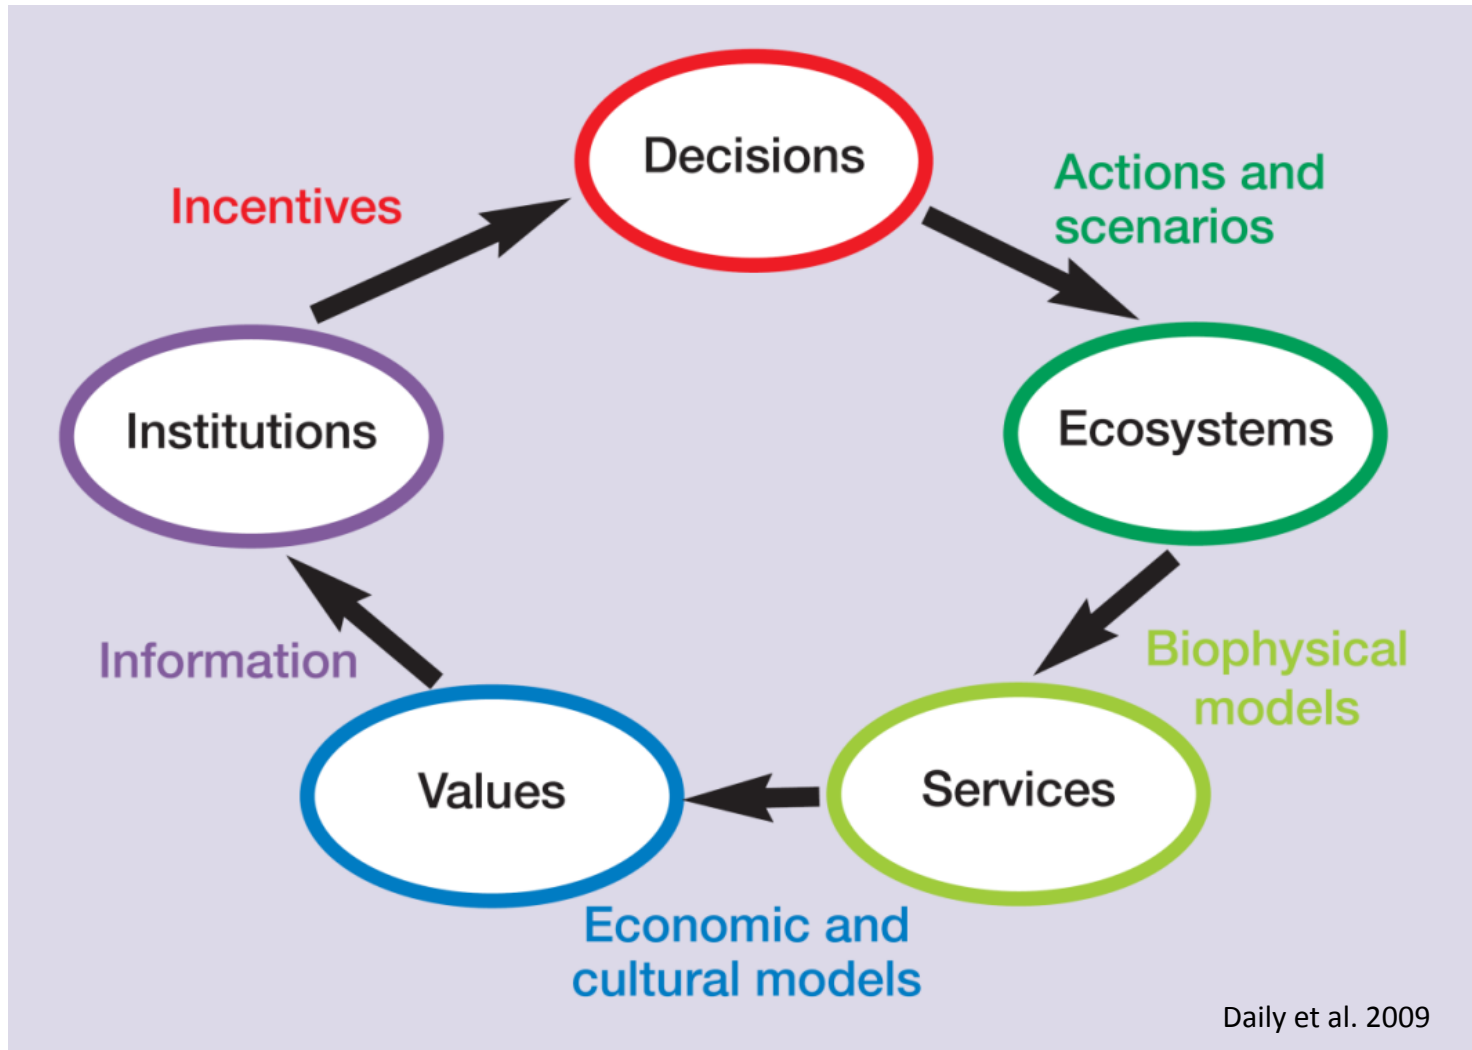 Decisions
Actions and
scenarios
Incentives
Institutions
Ecosystems
Biophysical
models
Information
Values
Services
Economic and
cultural models
Daily et al. 2009